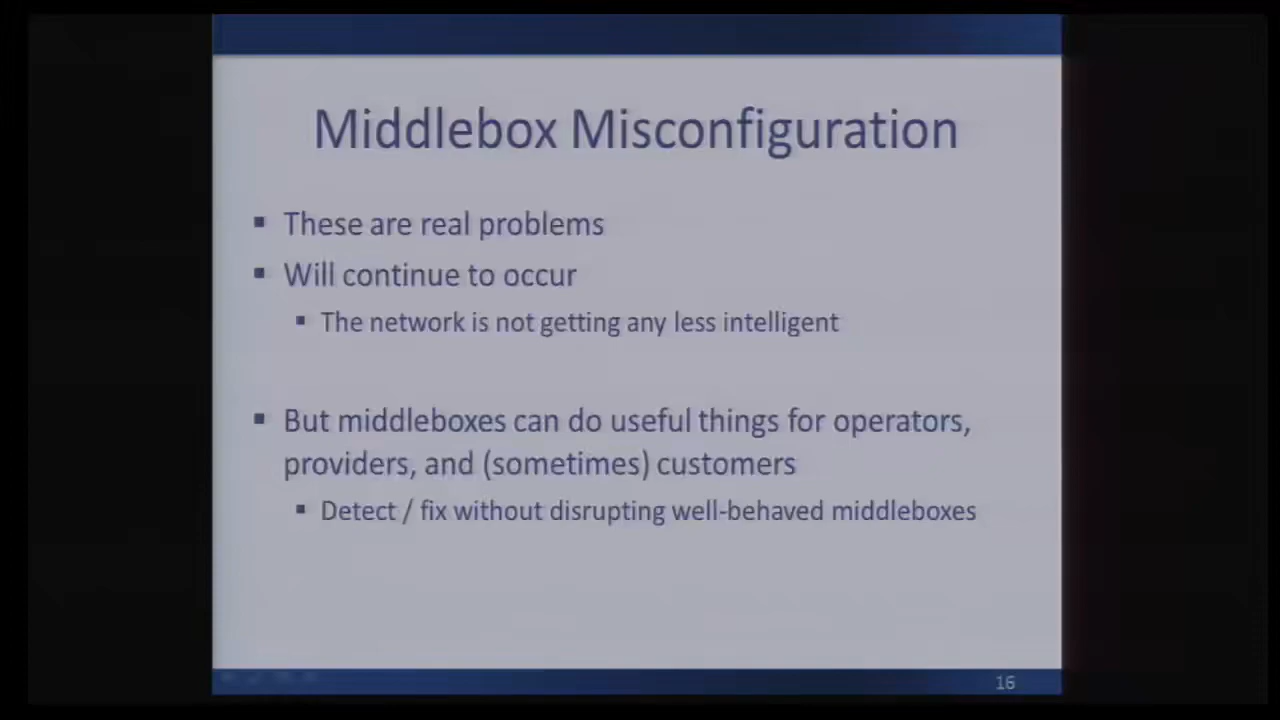 Middlebox Misconfiguration
▪ These are real problems
▪ Will continue to occur
▪ The network is not getting any less intelligent
▪ But middleboxes can do useful things for operators,
providers, and (sometimes) customers
▪ Detect / fix without disrupting well-behaved middleboxes
16